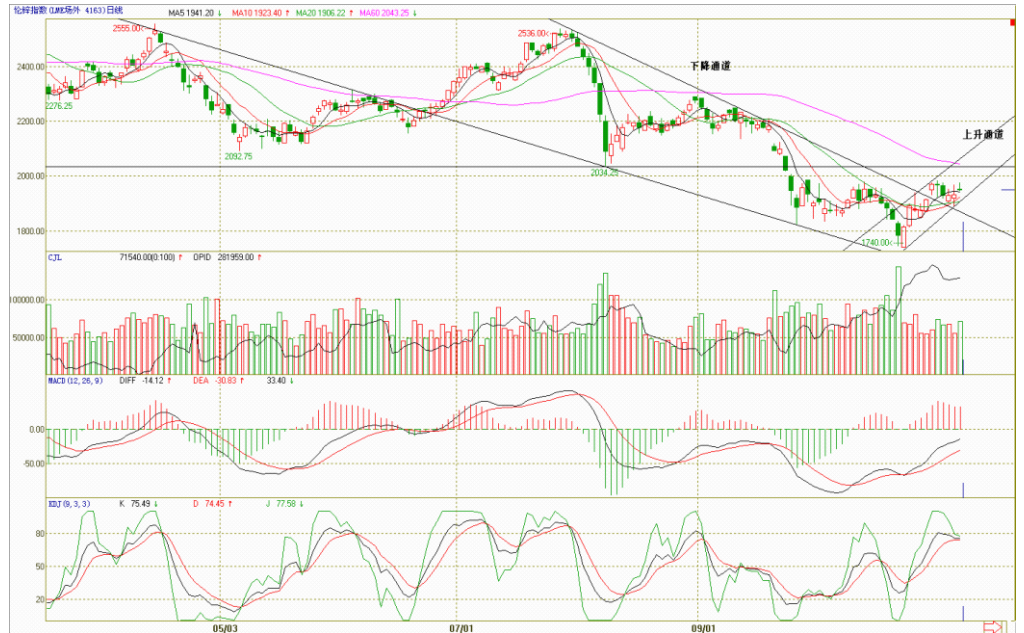 伦锌指数(LME场外 4163)日线 MA5 1941.20 ↓ MA10 1923.40 ↑ MA20 1906.22 ↑ MA60 2043.25 ↓
2555.00
2536.00
2400.00
下降通道
2276.25
2200.00
上升通道
2092.75
2034.25
2000.00
1800.00
1740.00
CJL 71540.00(0.100) ↑ OPID 281959.00 ↑
100000.00
50000.00
MACD(12,26,9) DIFF -14.12 ↑ DEA -30.83 ↑ 33.40 ↓
0.00
-50.00
KDJ(9,3,3) K 75.49 ↓ D 74.45 ↑ J 77.58 ↓
80
50
20
05/03 07/01 09/01